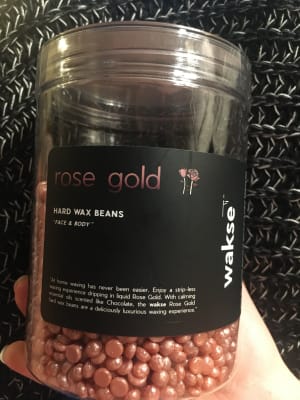 rose gold
HARD WAX BEANS
"FACE & BODY"
"At home waxing has never been easier. Enjoy a strip-less
waxing experience dripping in liquid Rose Gold. With calming
essential oils scented like Chocolate, the wakse Rose Gold
hard wax beans are a deliciously luxurious waxing experience."
wakse